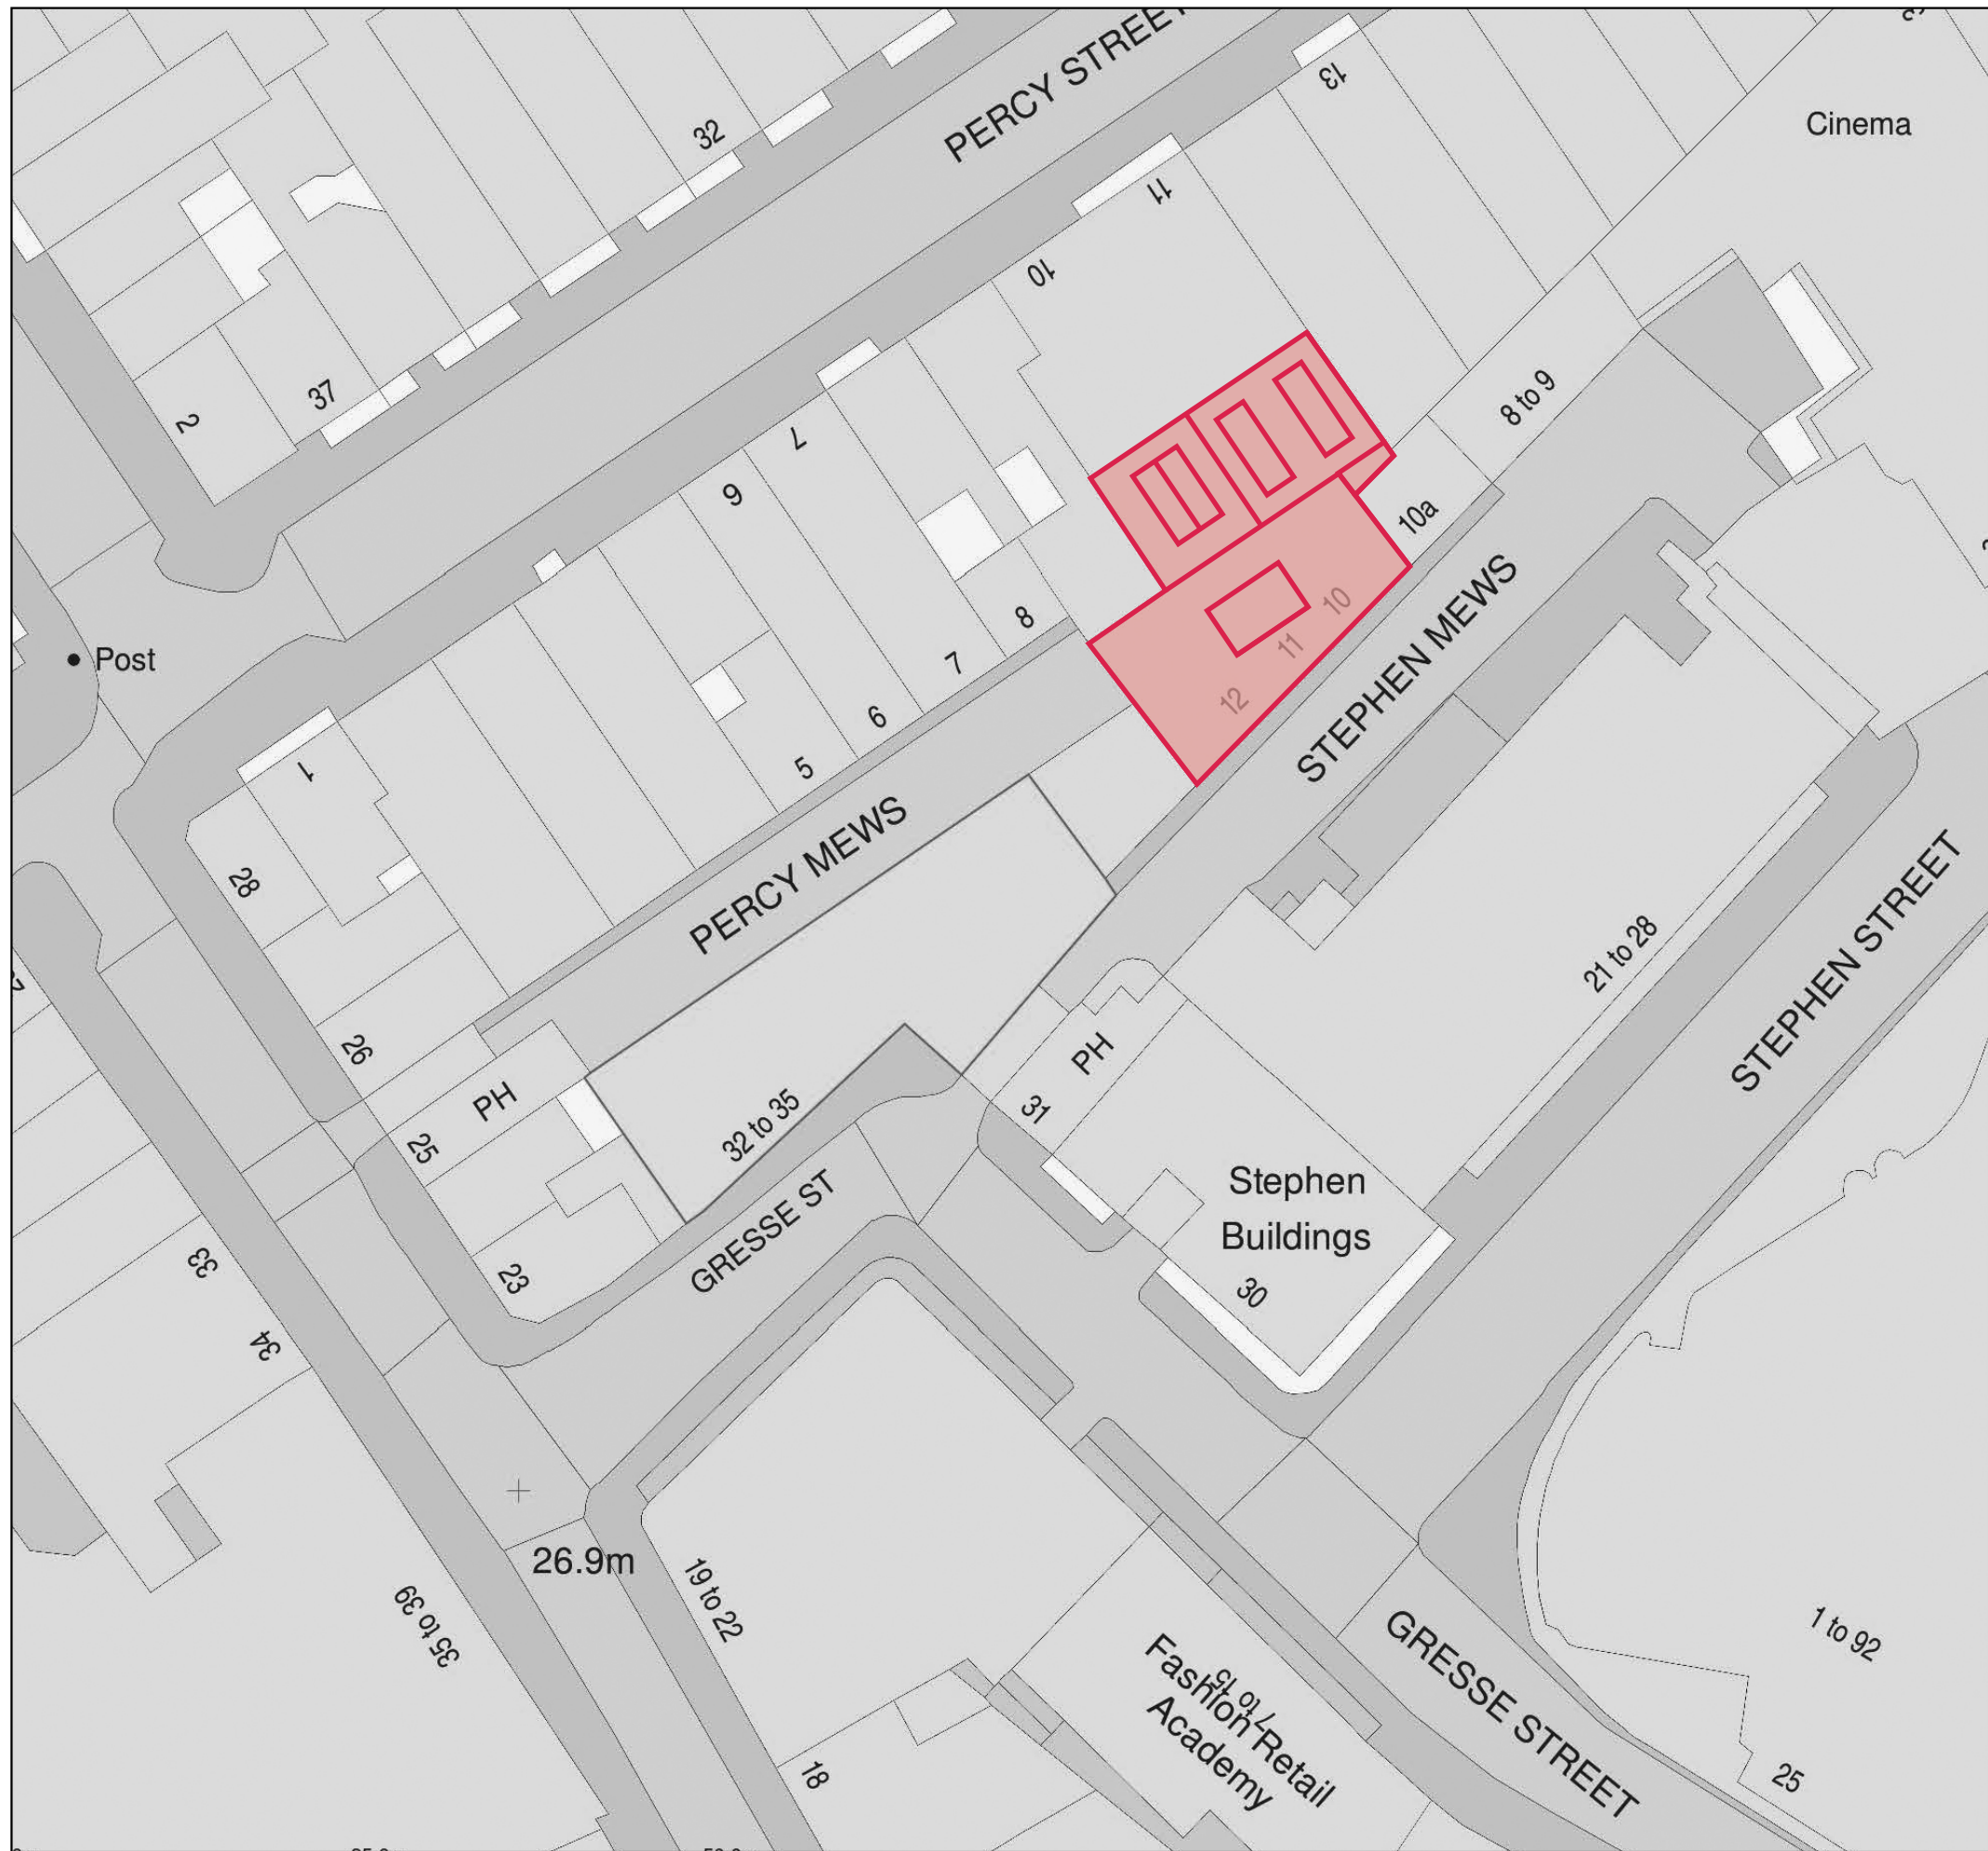 PERCY STREET
32
13
Cinema
11
10
37
2
7
9
8 to 9
10a
8
7
6
5
10
11
12
STEPHEN MEWS
Post
1
28
PERCY MEWS
21 to 28
STEPHEN STREET
26
PH
25
32 to 35
PH
31
23
GRESSE ST
Stephen
Buildings
30
33
34
26.9m
19 to 22
35 to 39
7 to 15
Fashion Retail
Academy
GRESSE STREET
1 to 92
25
18